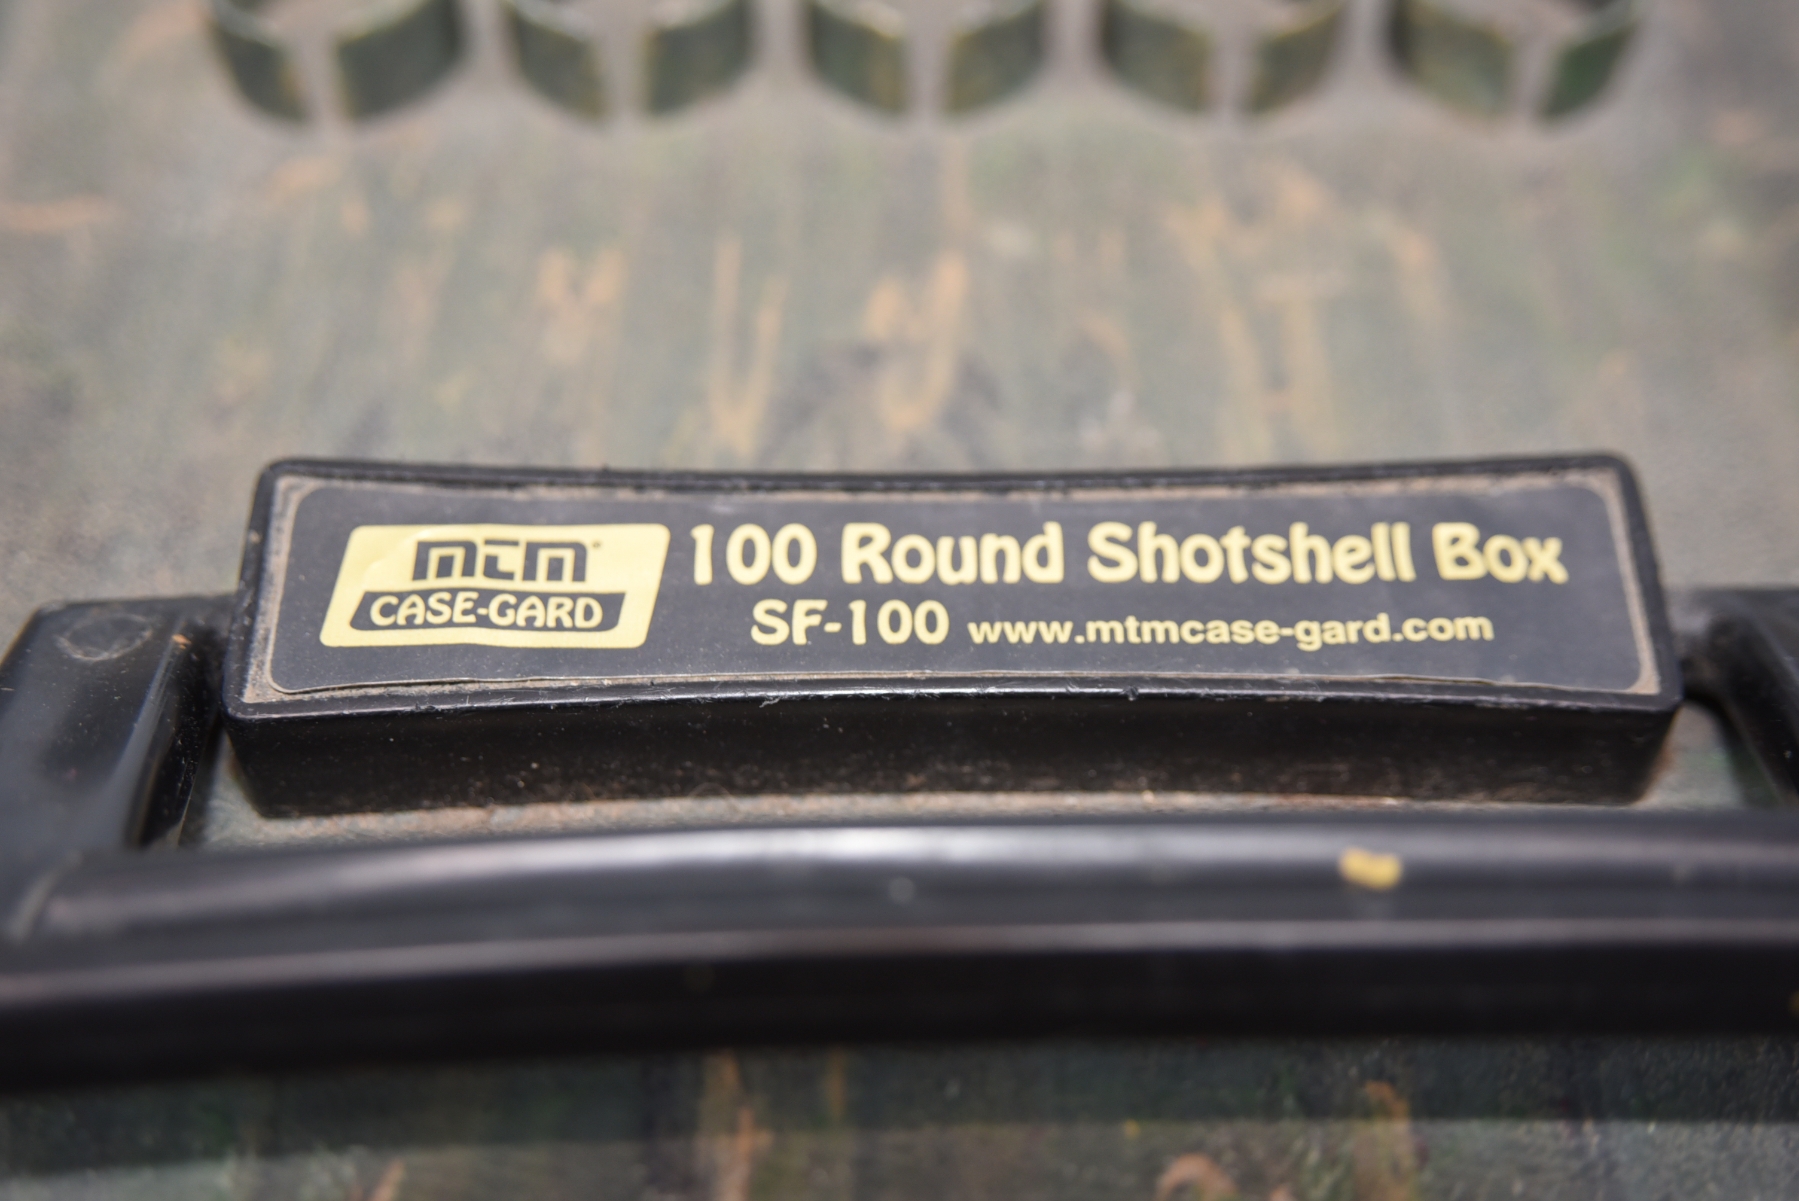 mtm
CASE-GARD
100 Round Shotshell Box
SF-100 www.mtmcase-gard.com